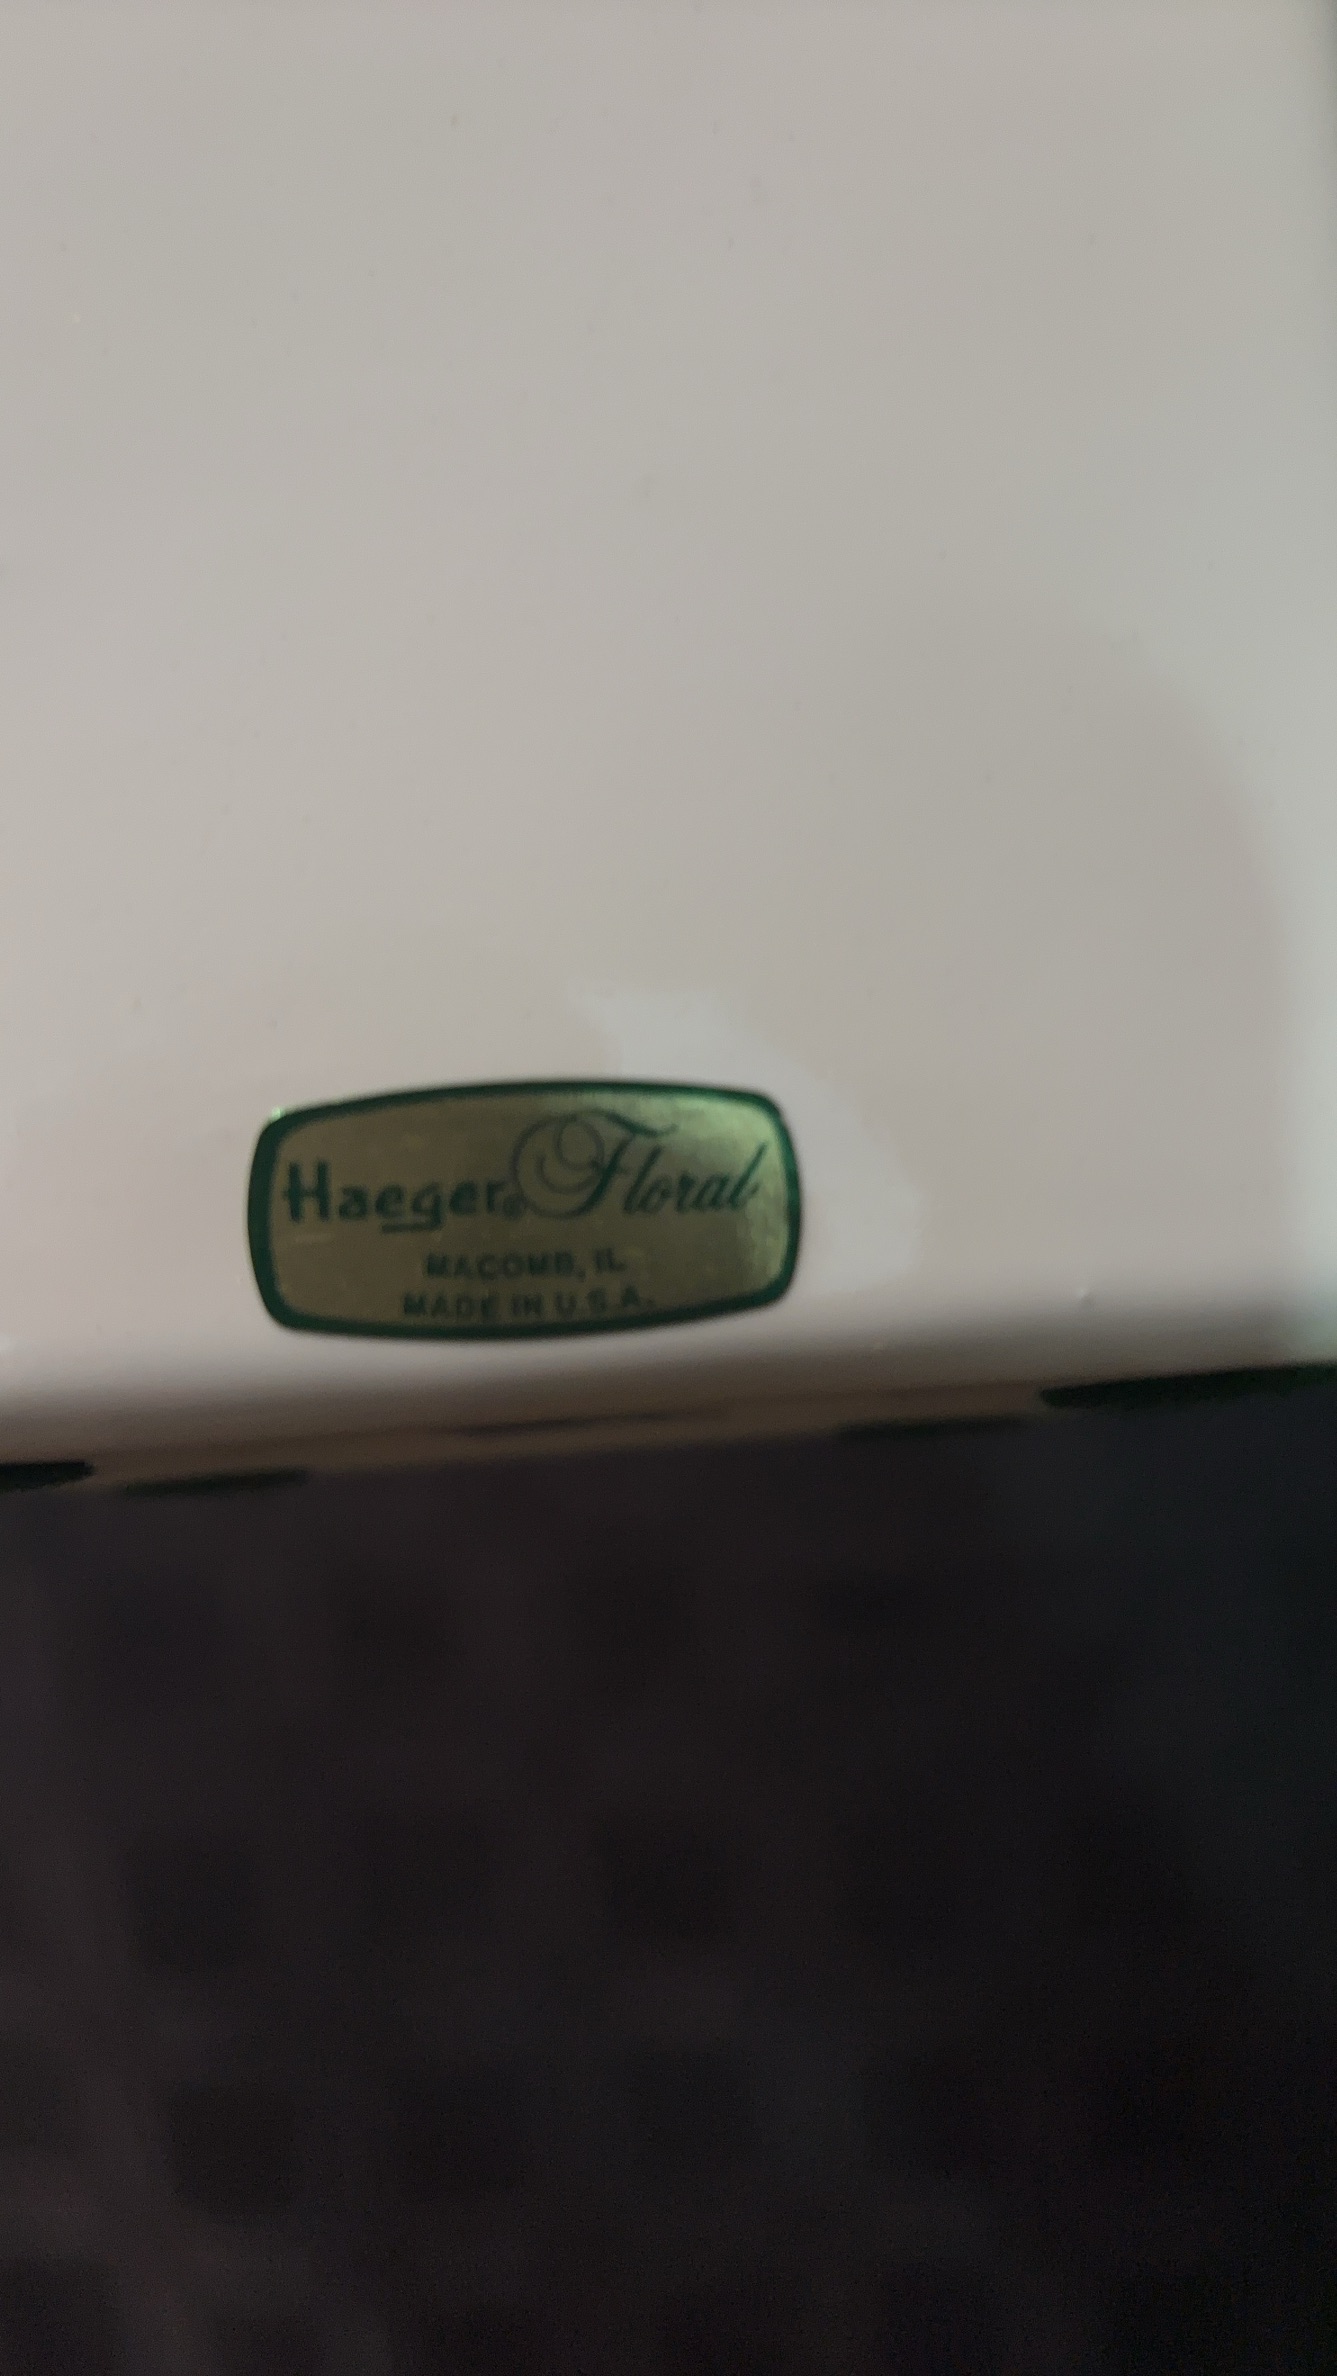 Haeger® Floral
MACOMB, IL
MADE IN U.S.A.